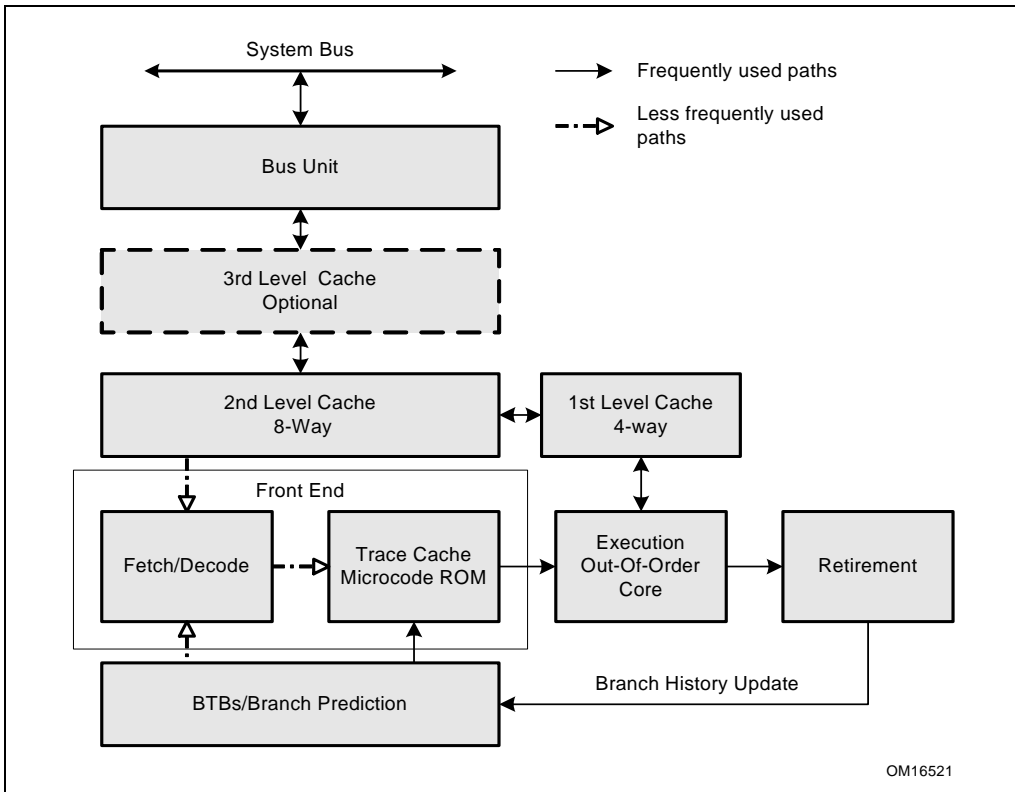 System Bus
Frequently used paths
Less frequently used
paths
Bus Unit
3rd Level Cache
Optional
2nd Level Cache
8-Way
1st Level Cache
4-way
Front End
Fetch/Decode
Trace Cache
Microcode ROM
Execution
Out-Of-Order
Core
Retirement
BTBs/Branch Prediction
Branch History Update
OM16521